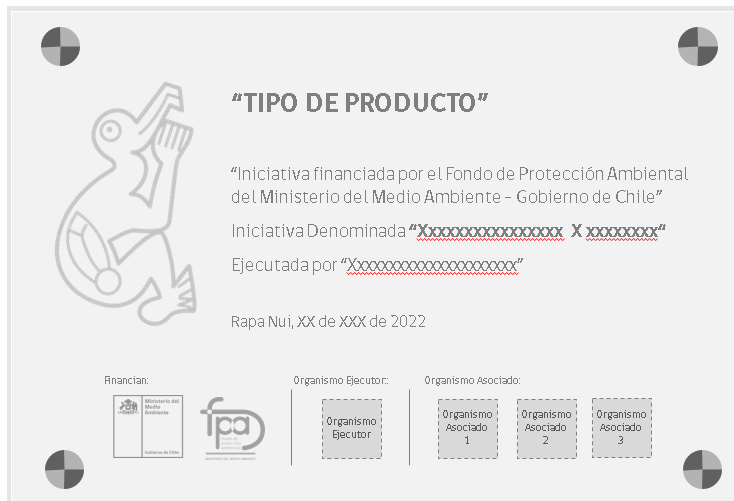 “TIPO DE PRODUCTO”
“Iniciativa financiada por el Fondo de Protección Ambiental
del Ministerio del Medio Ambiente – Gobierno de Chile”
Iniciativa Denominada “Xxxxxxxxxxxxxxxx X xxxxxxxx“
Ejecutada por “Xxxxxxxxxxxxxxxxxxxxx”
Rapa Nui, XX de XXX de 2022
Financian:
Organismo Ejecutor::
Organismo Asociado:
Ministerio del
Medio
Ambiente
Gobierno de Chile
fpa
Organismo
Ejecutor
Organismo
Asociado
1
Organismo
Asociado
2
Organismo
Asociado
3